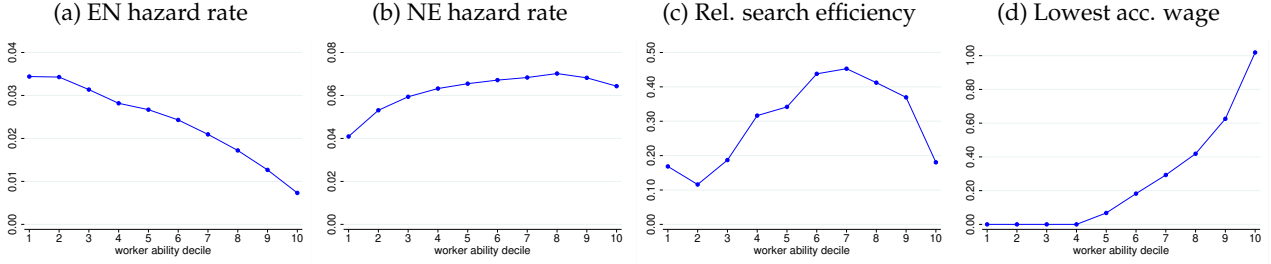 (a) EN hazard rate
0.04
0.03
0.02
0.01
0.00
1 2 3 4 5 6 7 8 9 10
worker ability decile
(b) NE hazard rate
0.08
0.06
0.04
0.02
0.00
1 2 3 4 5 6 7 8 9 10
worker ability decile
(c) Rel. search efficiency
0.50
0.40
0.30
0.20
0.10
0.00
1 2 3 4 5 6 7 8 9 10
worker ability decile
(d) Lowest acc. wage
1.00
0.80
0.60
0.40
0.20
0.00
1 2 3 4 5 6 7 8 9 10
worker ability decile